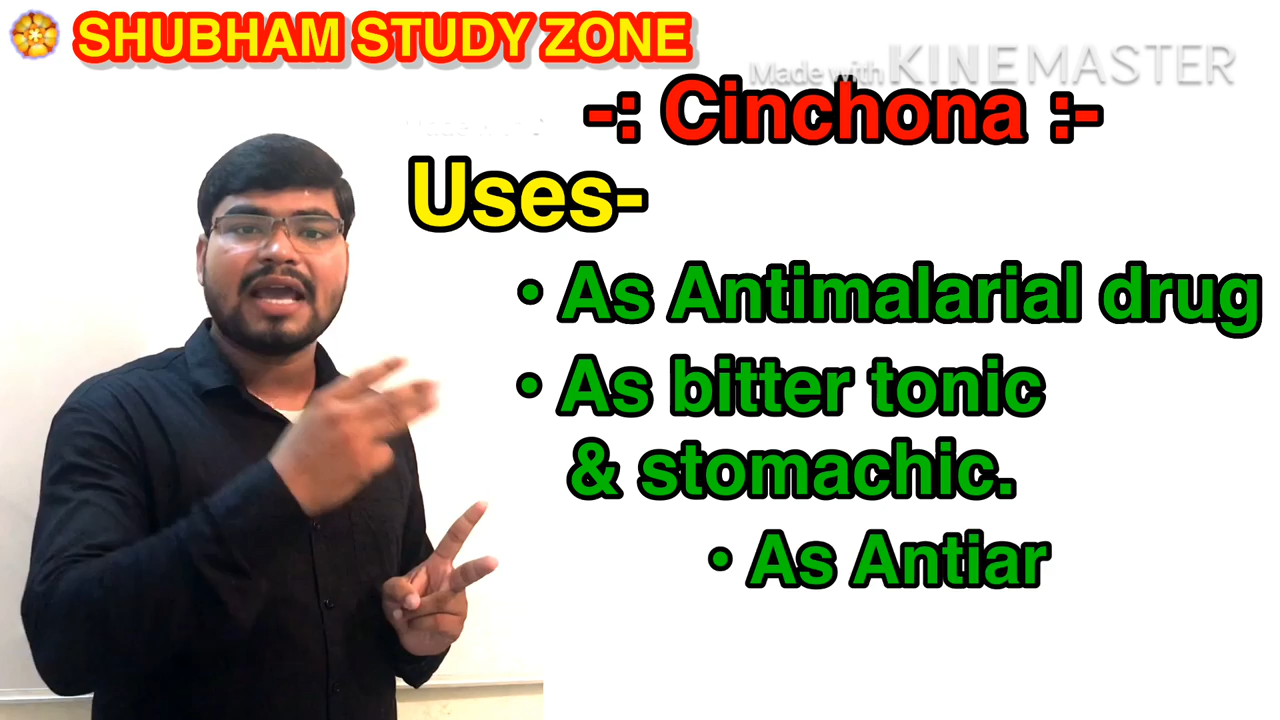 SHUBHAM STUDY ZONE
Made with KINEMASTER
-: Cinchona :-
Uses-
• As Antimalarial drug
• As bitter tonic
& stomachic.
• As Antiar